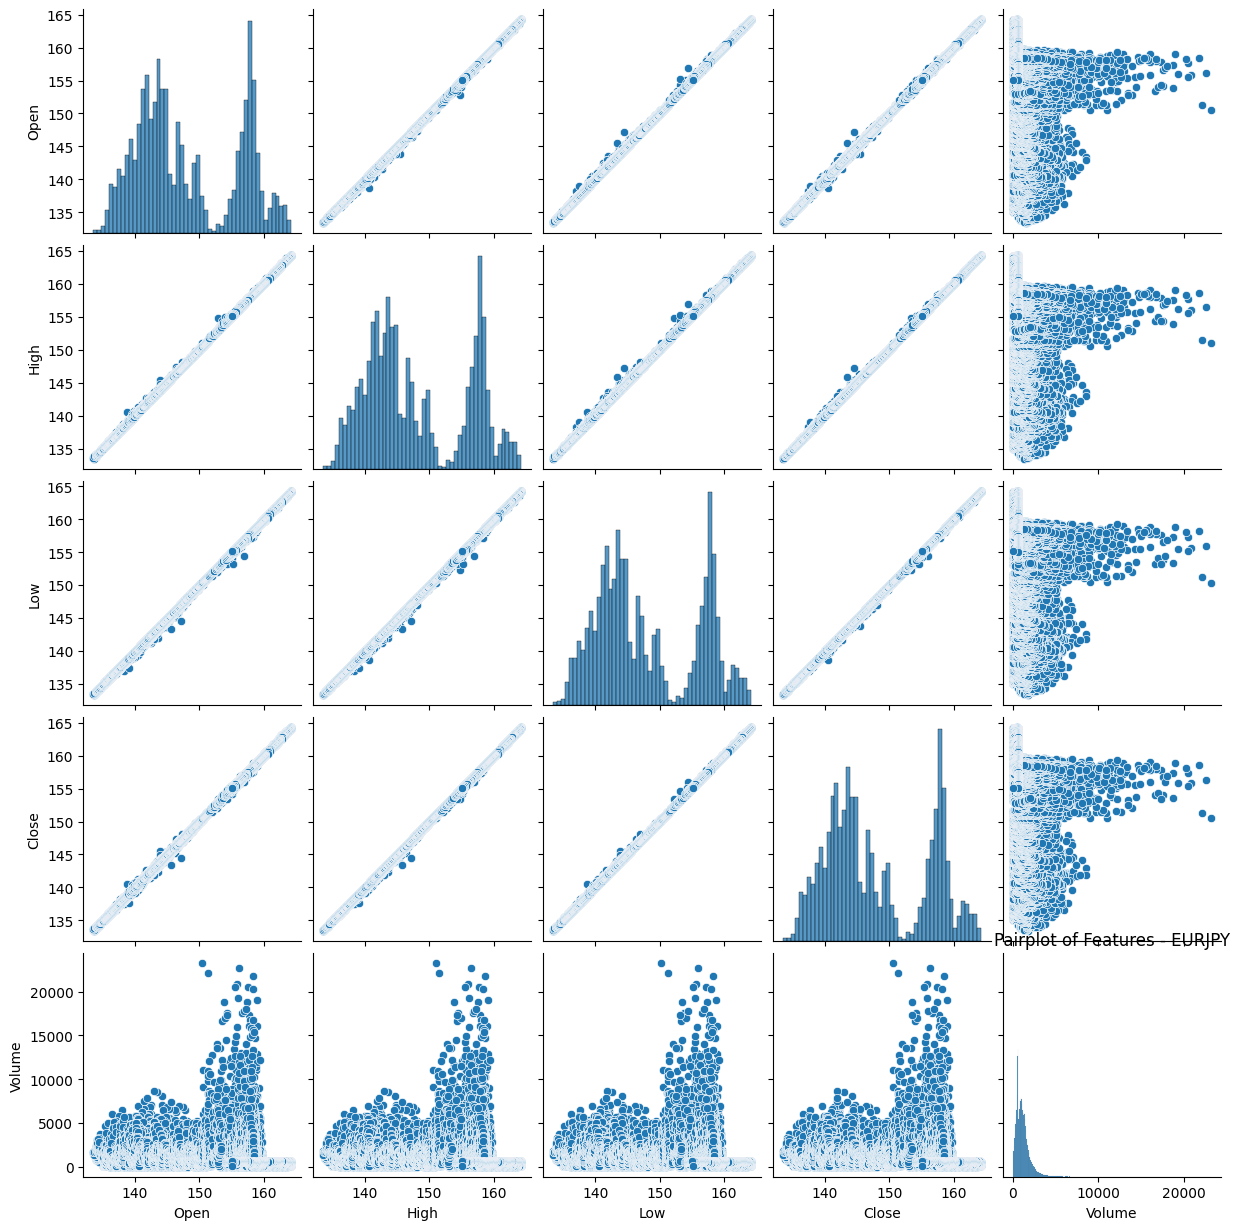 165
160
155
150
145
140
135
Open
165
160
155
150
145
140
135
High
165
160
155
150
145
140
135
Low
165
160
155
150
145
140
135
Close
Pairplot of Features - EURJPY
20000
15000
10000
5000
0
Volume
140 150 160
140 150 160
140 150 160
140 150 160
0 10000 20000
Open High Low Close Volume